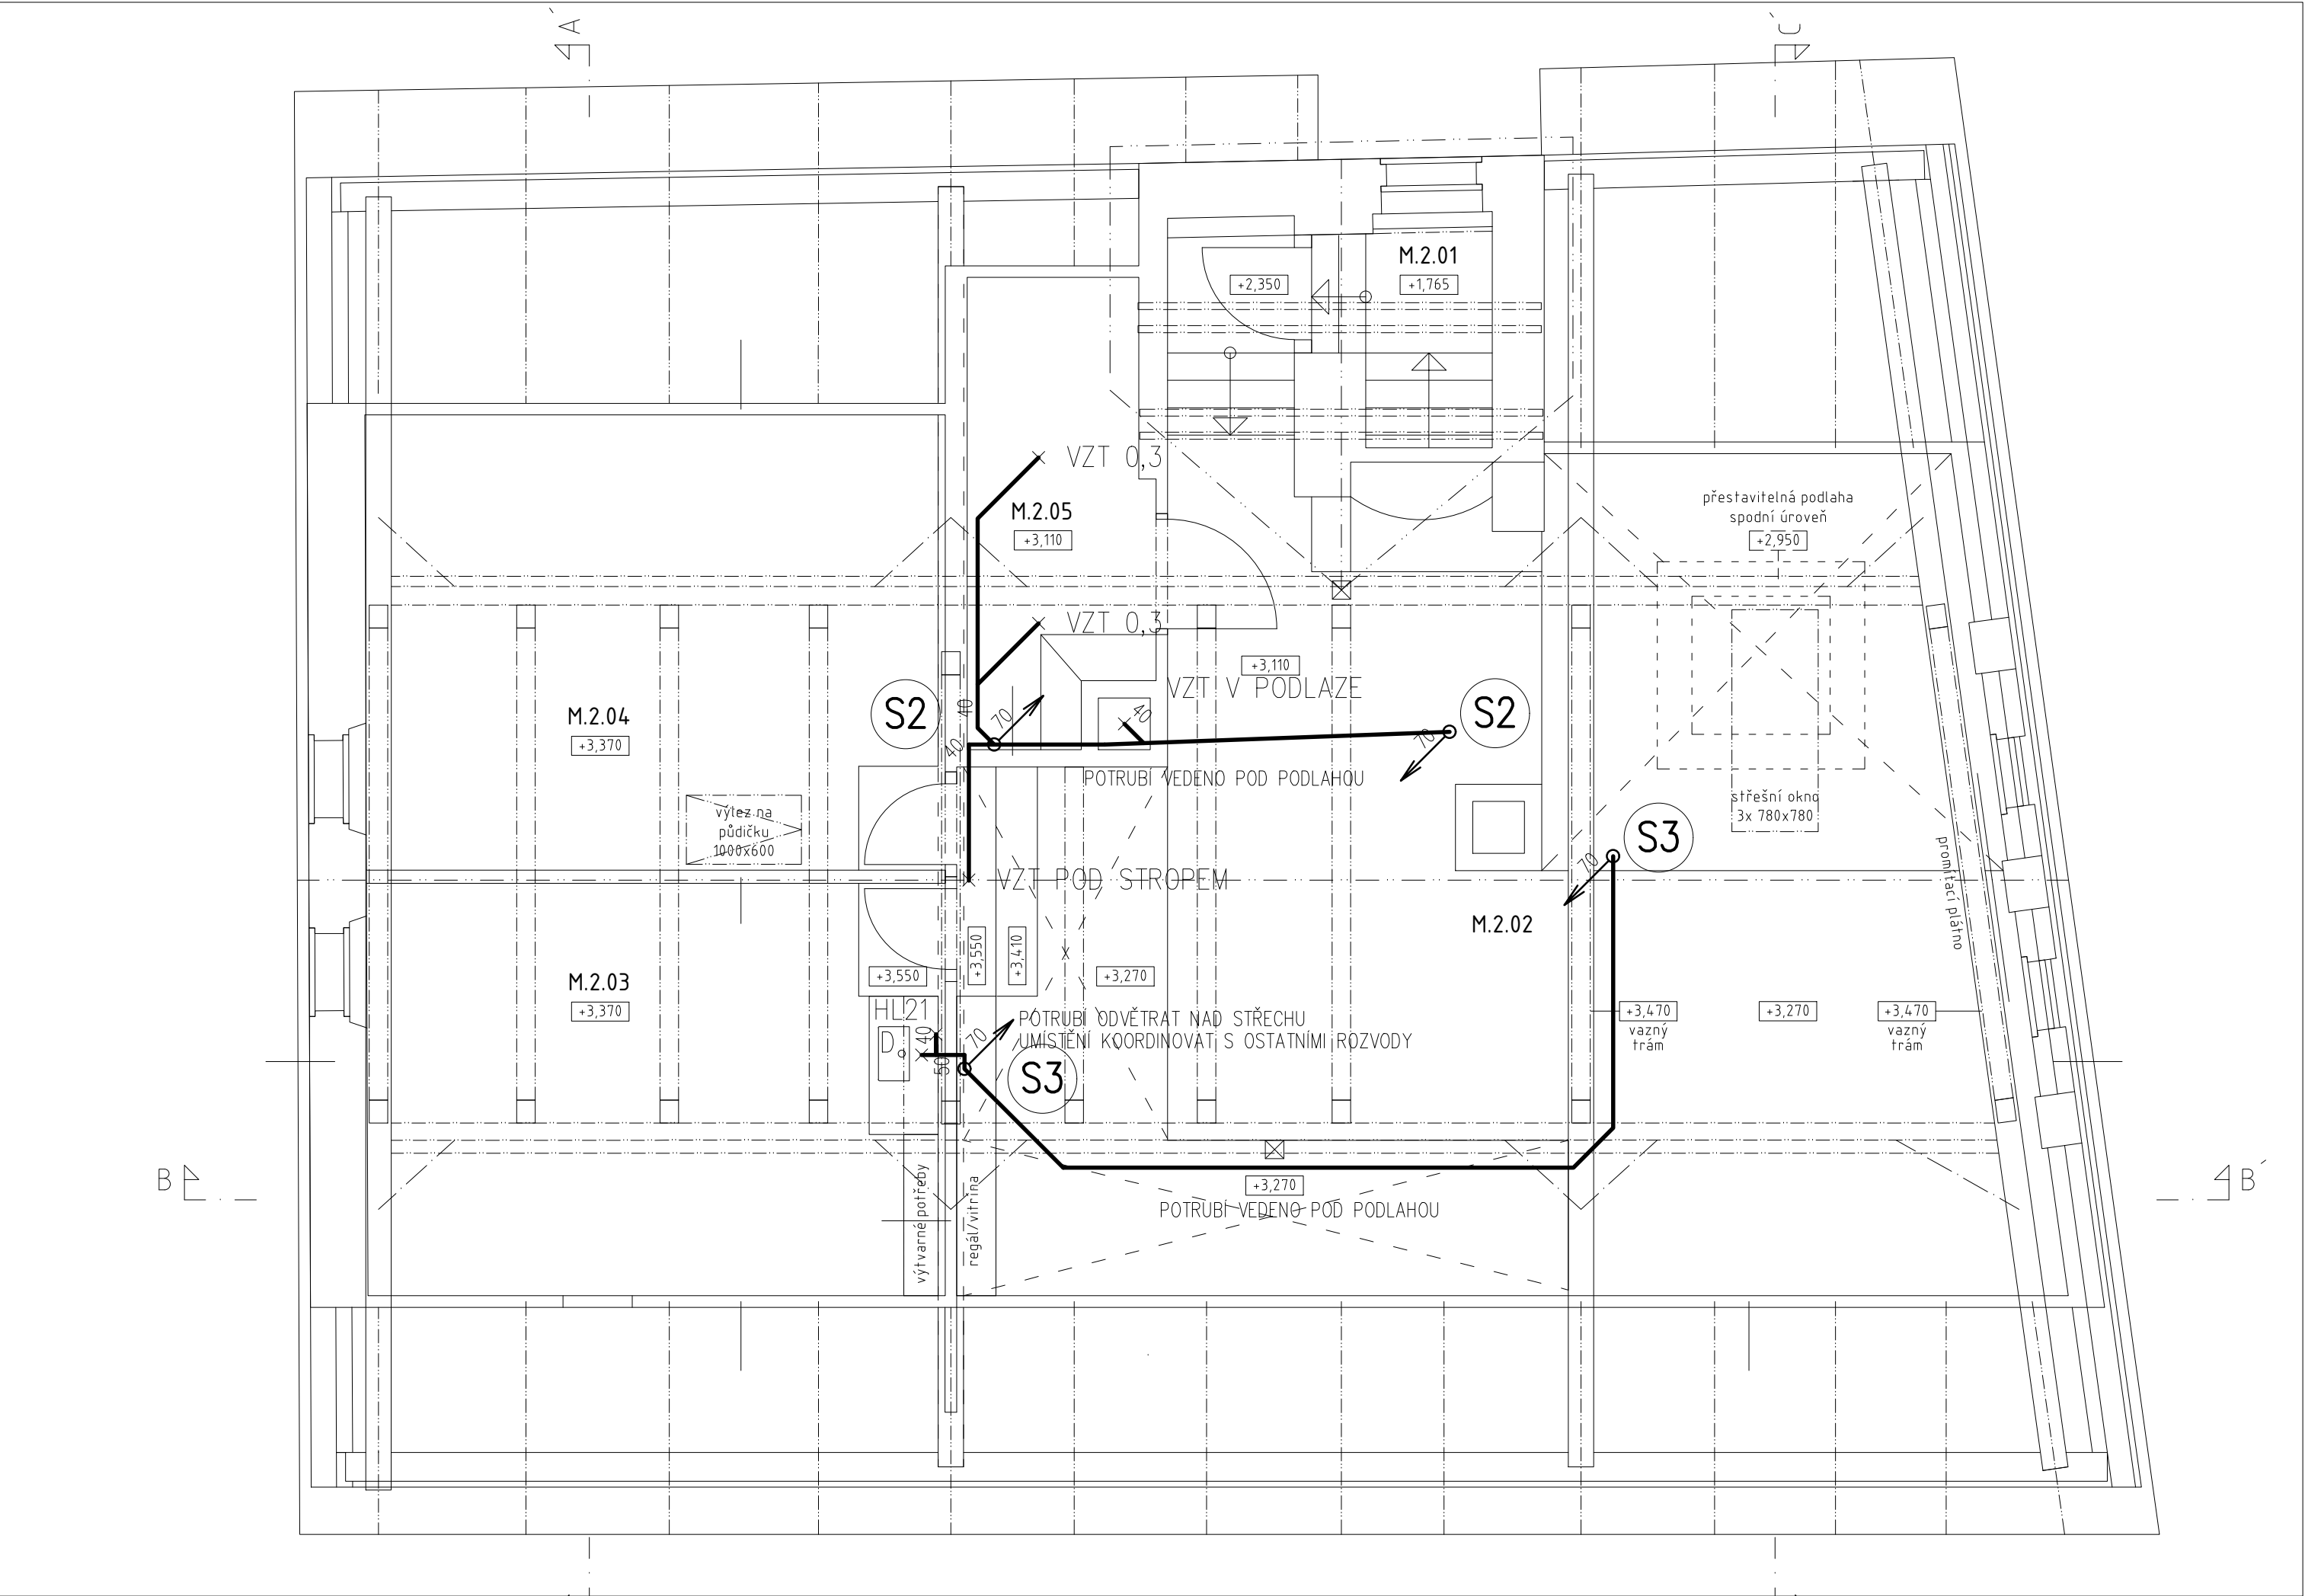 A´
C´
M.2.01
+2,350
+1,765
VZT 0,3
přestavitelná podlaha
spodní úroveň
+2,950
M.2.05
+3,110
VZT 0,3
+3,110
VZT V PODLAZE
S2
40
70
40
S2
M.2.04
+3,370
40
70
POTRUBÍ VEDENO POD PODLAHOU
výlez na
půdičku
1000x600
střešní okno
3x 780x780
S3
70
promítací plátno
VZT POD STROPEM
M.2.02
+3,550
+3,550
+3,410
+3,270
M.2.03
+3,370
HL21
D
40
50
70
POTRUBÍ ODVĚTRAT NAD STŘECHU
UMÍSTĚNÍ KOORDINOVAT S OSTATNÍMI ROZVODY
S3
+3,470
vazný
trám
+3,270
+3,470
vazný
trám
B
B´
+3,270
POTRUBÍ VEDENO POD PODLAHOU
výtvarné potřeby
regál/vitrína